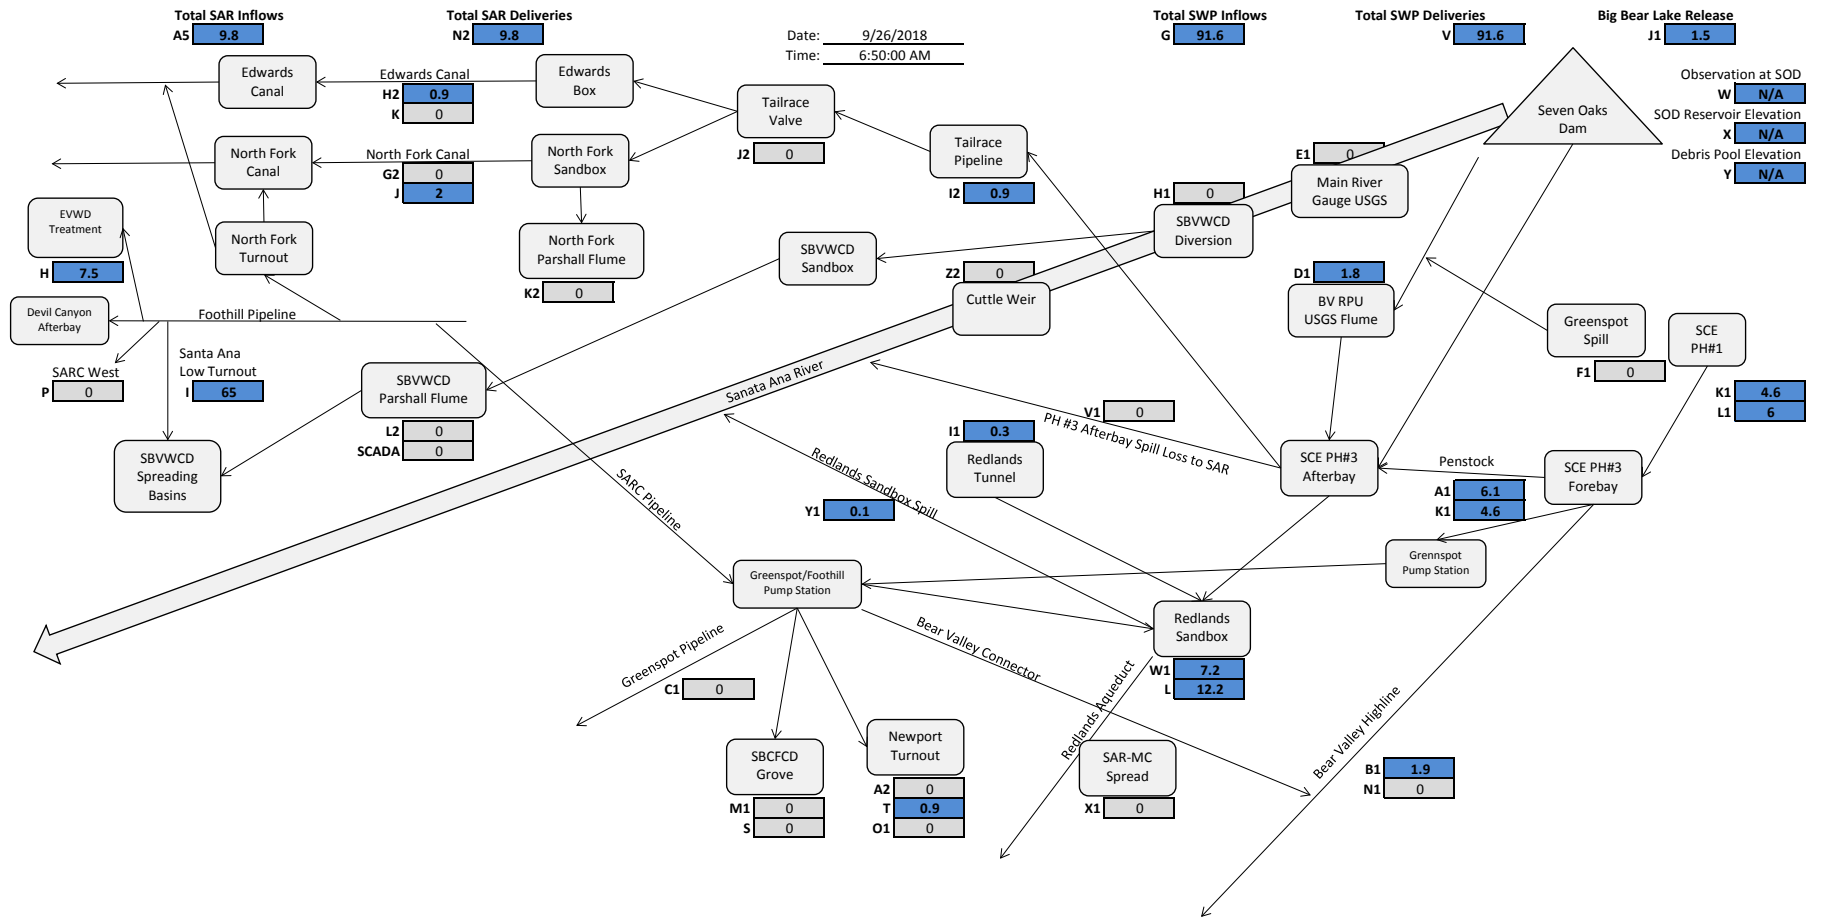 Total SAR Inflows
A5 9.8
Total SAR Deliveries
N2 9.8
Date: 9/26/2018
Time: 6:50:00 AM
Total SWP Inflows
G 91.6
Total SWP Deliveries
V 91.6
Big Bear Lake Release
J1 1.5
Edwards
Canal
Edwards Canal
H2 0.9
K 0
Edwards
Box
Tailrace
Valve
J2 0
Tailrace
Pipeline
I2 0.9
Seven Oaks
Dam
Observation at SOD
W N/A
SOD Reservoir Elevation
X N/A
Debris Pool Elevation
Y N/A
North Fork
Canal
North Fork Canal
G2 0
J 2
North Fork
Sandbox
E1 0
Main River
Gauge USGS
H1 0
SBVWCD
Diversion
EVWD
Treatment
H 7.5
North Fork
Turnout
North Fork
Parshall Flume
K2 0
SBVWCD
Sandbox
Z2 0
Cuttle Weir
D1 1.8
BV RPU
USGS Flume
Greenspot
Spill
F1 0
SCE
PH#1
K1 4.6
L1 6
Devil Canyon
Afterbay
Foothill Pipeline
SARC West
P 0
Santa Ana
Low Turnout
I 65
SBVWCD
Parshall Flume
L2 0
SCADA 0
Sanata Ana River
V1 0
PH #3 Afterbay Spill Loss to SAR
I1 0.3
Redlands
Tunnel
SCE PH#3
Afterbay
Penstock
A1 6.1
K1 4.6
SCE PH#3
Forebay
SBVWCD
Spreading
Basins
SARC Pipeline
Redlands Sandbox Spill
Y1 0.1
Grennspot
Pump Station
Greenspot/Foothill
Pump Station
Redlands
Sandbox
W1 7.2
L 12.2
Greenspot Pipeline
C1 0
Bear Valley Connector
Redlands Aqueduct
Bear Valley Highline
SBCFCD
Grove
M1 0
S 0
Newport
Turnout
A2 0
T 0.9
O1 0
SAR-MC
Spread
X1 0
B1 1.9
N1 0